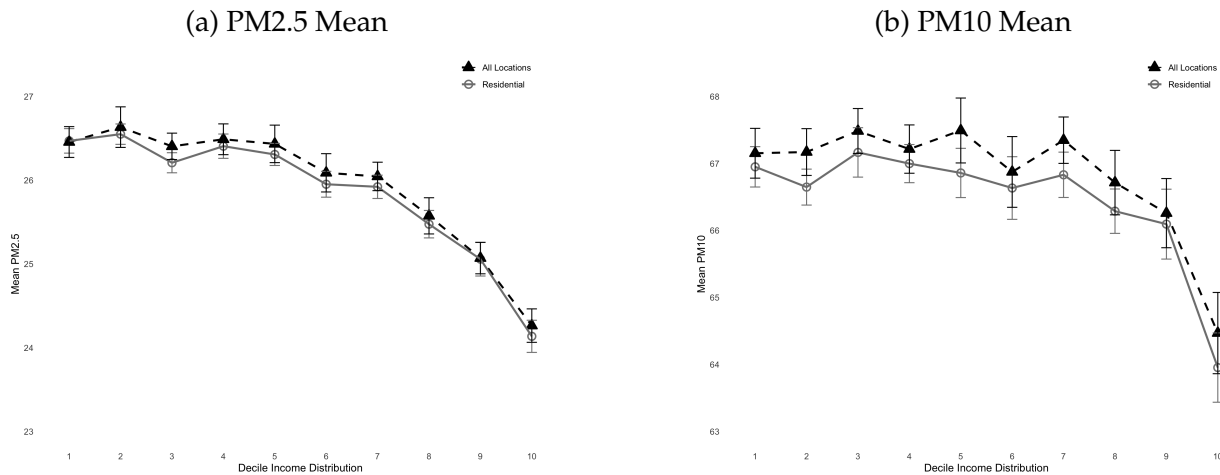 (a) PM2.5 Mean
All Locations
Residential
27
26
25
24
23
Mean PM2.5
1 2 3 4 5 6 7 8 9 10
Decile Income Distribution
(b) PM10 Mean
All Locations
Residential
68
67
66
65
64
63
Mean PM10
1 2 3 4 5 6 7 8 9 10
Decile Income Distribution